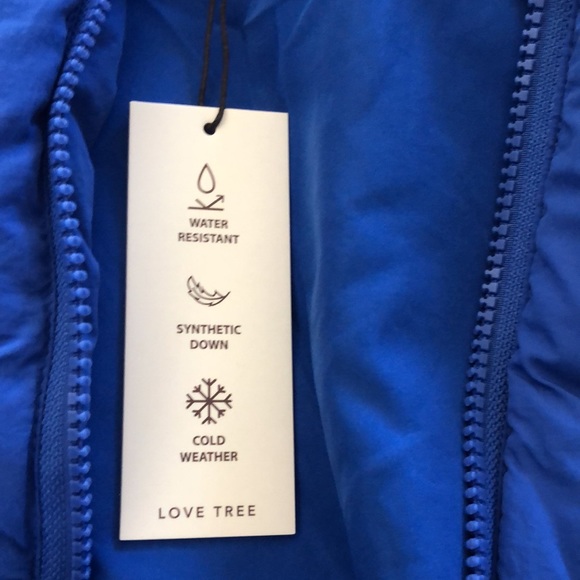 WATER
RESISTANT
SYNTHETIC
DOWN
COLD
WEATHER
LOVE TREE